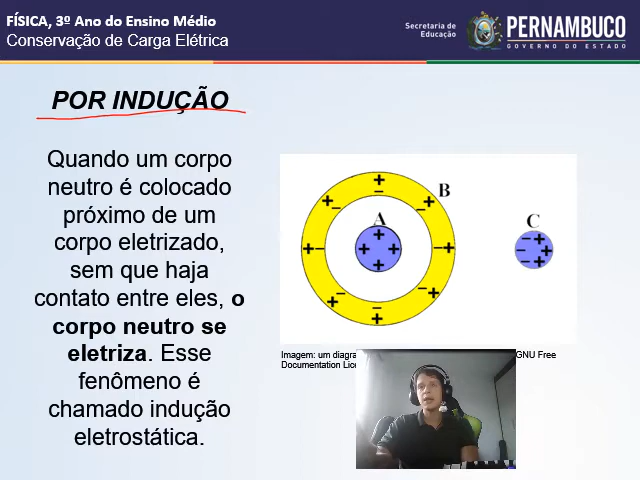 FÍSICA, 3º Ano do Ensino Médio
Conservação de Carga Elétrica
Secretaria de
Educação
PERNAMBUCO
GOVERNO DO ESTADO
POR INDUÇÃO
Quando um corpo
neutro é colocado
próximo de um
corpo eletrizado,
sem que haja
contato entre eles, o
corpo neutro se
eletriza. Esse
fenômeno é
chamado indução
eletrostática.
B
A
C
Imagem: um diagra
GNU Free
Documentation Lic